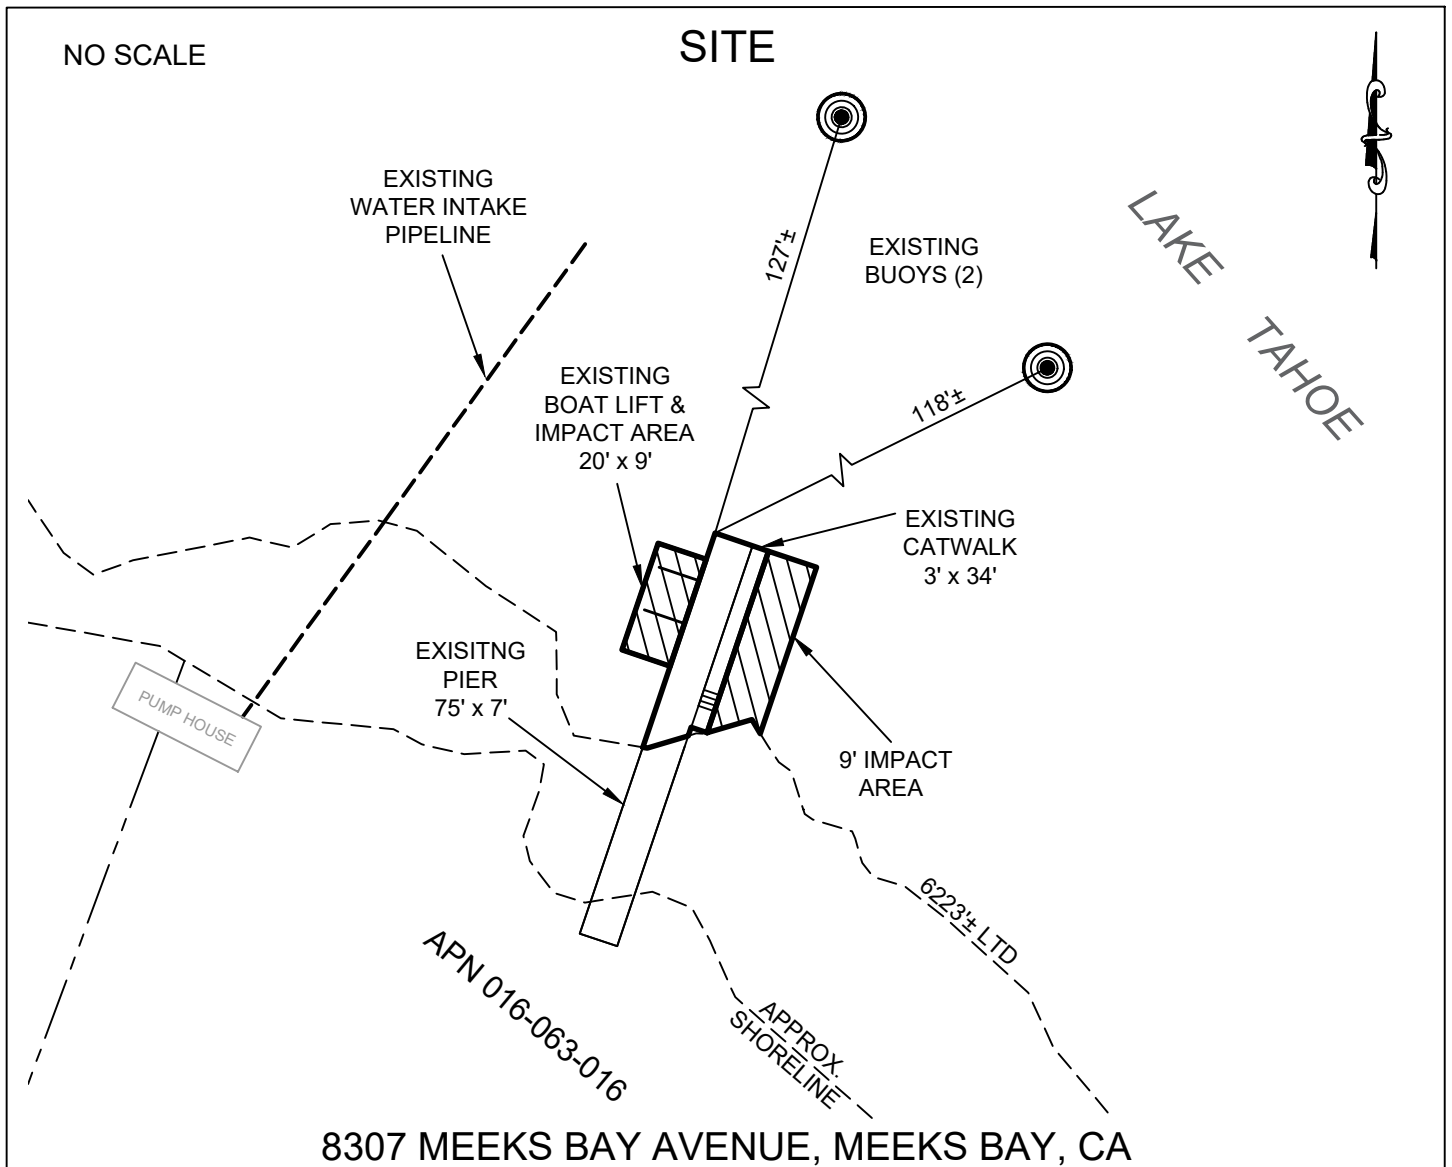 NO SCALE
SITE
EXISTING
WATER INTAKE
PIPELINE
127'±
EXISTING
BUOYS (2)
LAKE TAHOE
EXISTING
BOAT LIFT &
IMPACT AREA
20' x 9'
118'±
EXISTING
CATWALK
3' x 34'
EXISITNG
PIER
75' x 7'
PUMP HOUSE
9' IMPACT
AREA
6223'± LTD
APN 016-063-016
APPROX.
SHORELINE
8307 MEEKS BAY AVENUE, MEEKS BAY, CA